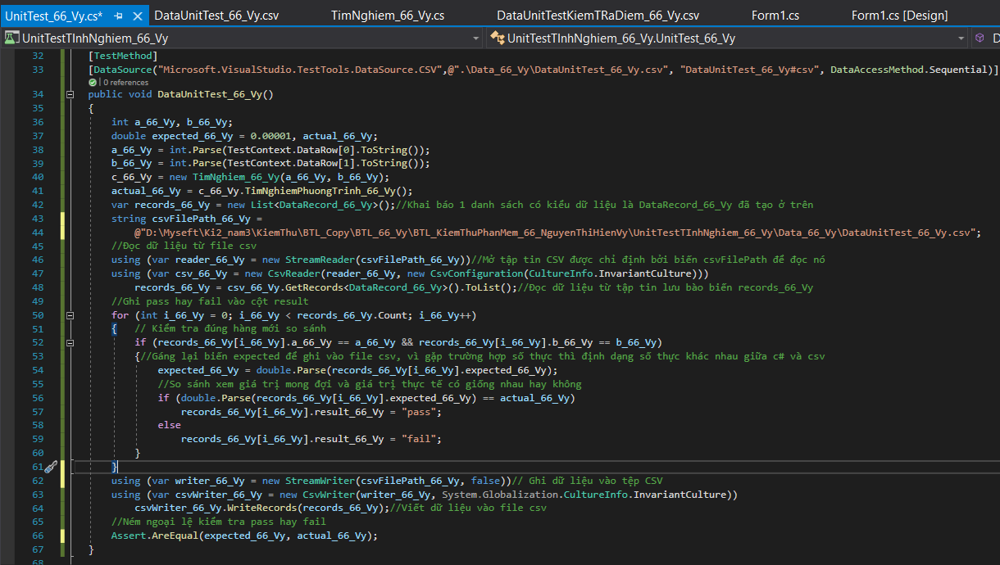 UnitTest_66_Vy.cs* DataUnitTest_66_Vy.csv TimNghiem_66_Vy.cs DataUnitTestKiemTRaDiem_66_Vy.csv Form1.cs Form1.cs [Design]
UnitTestTInhNghiem_66_Vy UnitTestTInhNghiem_66_Vy.UnitTest_66_Vy D
32 [TestMethod]
33 [DataSource("Microsoft.VisualStudio.TestTools.DataSource.CSV",@".\Data_66_Vy\DataUnitTest_66_Vy.csv", "DataUnitTest_66_Vy#csv", DataAccessMethod.Sequential)]
0 references
34 public void DataUnitTest_66_Vy()
35 {
36 int a_66_Vy, b_66_Vy;
37 double expected_66_Vy = 0.00001, actual_66_Vy;
38 a_66_Vy = int.Parse(TestContext.DataRow[0].ToString());
39 b_66_Vy = int.Parse(TestContext.DataRow[1].ToString());
40 c_66_Vy = new TimNghiem_66_Vy(a_66_Vy, b_66_Vy);
41 actual_66_Vy = c_66_Vy.TimNghiemPhuongTrinh_66_Vy();
42 var records_66_Vy = new List<DataRecord_66_Vy>();//Khai báo 1 danh sách có kiểu dữ liệu là DataRecord_66_Vy đã tạo ở trên
43 string csvFilePath_66_Vy =
44 @"D:\Myseft\Ki2_nam3\KiemThu\BTL_Copy\BTL_66_Vy\BTL_KiemThuPhanMem_66_NguyenThiHienVy\UnitTestTInhNghiem_66_Vy\Data_66_Vy\DataUnitTest_66_Vy.csv";
45 //Đọc dữ liệu từ file csv
46 using (var reader_66_Vy = new StreamReader(csvFilePath_66_Vy))//Mở tập tin CSV được chỉ định bởi biến csvFilePath để đọc nó
47 using (var csv_66_Vy = new CsvReader(reader_66_Vy, new CsvConfiguration(CultureInfo.InvariantCulture)))
48 records_66_Vy = csv_66_Vy.GetRecords<DataRecord_66_Vy>().ToList();//Đọc dữ liệu từ tập tin lưu bào biến records_66_Vy
49 //Ghi pass hay fail vào cột result
50 for (int i_66_Vy = 0; i_66_Vy < records_66_Vy.Count; i_66_Vy++)
51 { // Kiểm tra đúng hàng mới so sánh
52 if (records_66_Vy[i_66_Vy].a_66_Vy == a_66_Vy && records_66_Vy[i_66_Vy].b_66_Vy == b_66_Vy)
53 {//Gáng lại biến expected để ghi vào file csv, vì gặp trường hợp số thực thì định dạng số thực khác nhau giữa c# và csv
54 expected_66_Vy = double.Parse(records_66_Vy[i_66_Vy].expected_66_Vy);
55 //So sánh xem giá trị mong đợi và giá trị thực tế có giống nhau hay không
56 if (double.Parse(records_66_Vy[i_66_Vy].expected_66_Vy) == actual_66_Vy)
57 records_66_Vy[i_66_Vy].result_66_Vy = "pass";
58 else
59 records_66_Vy[i_66_Vy].result_66_Vy = "fail";
60 }
61 }
62 using (var writer_66_Vy = new StreamWriter(csvFilePath_66_Vy, false))// Ghi dữ liệu vào tệp CSV
63 using (var csvWriter_66_Vy = new CsvWriter(writer_66_Vy, System.Globalization.CultureInfo.InvariantCulture))
64 csvWriter_66_Vy.WriteRecords(records_66_Vy);//Viết dữ liệu vào file csv
65 //Ném ngoại lệ kiểm tra pass hay fail
66 Assert.AreEqual(expected_66_Vy, actual_66_Vy);
67 }
68